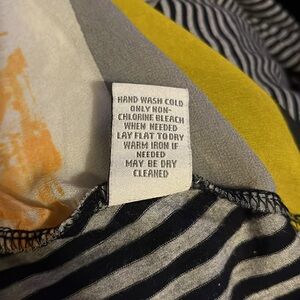 HAND WASH COLD
ONLY NON-
CHLORINE BLEACH
WHEN NEEDED
LAY FLAT TO DRY
WARM IRON IF
NEEDED
MAY BE DRY
CLEANED